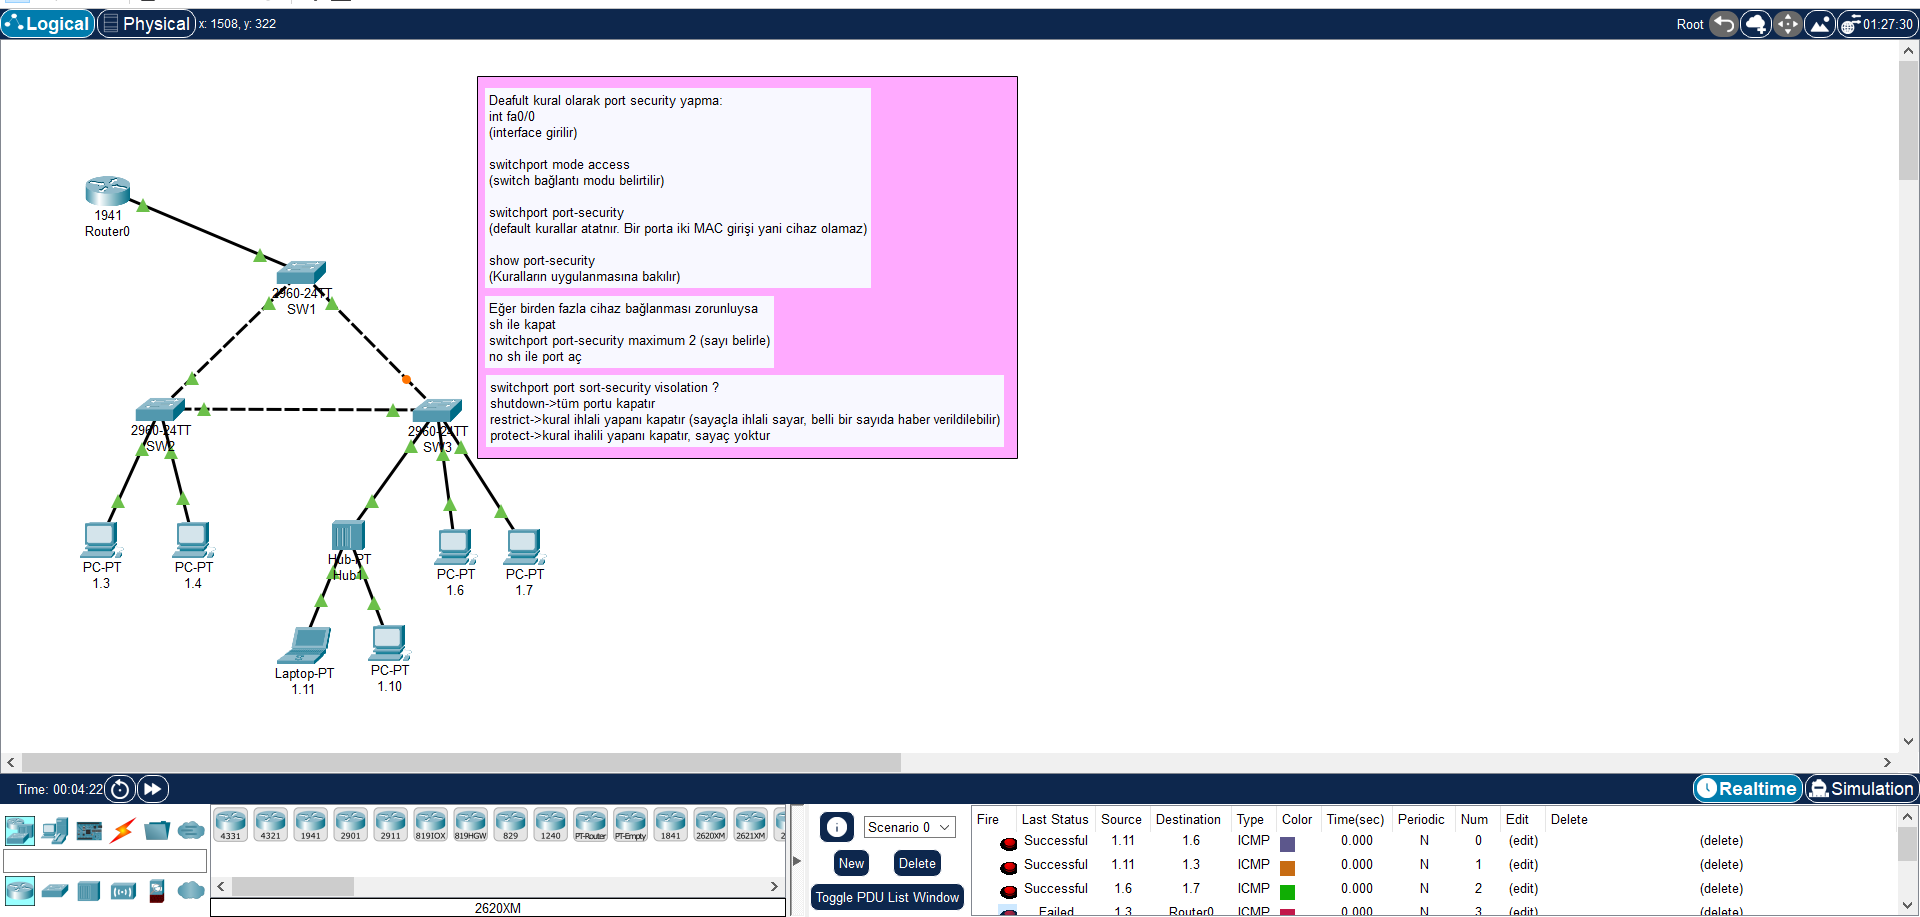 Logical
Physical
x: 1508, y: 322
Root
01:27:30
Deafult kural olarak port security yapma:
int fa0/0
(interface girilir)
switchport mode access
(switch bağlantı modu belirtilir)
switchport port-security
(default kurallar atatnır. Bir porta iki MAC girişi yani cihaz olamaz)
show port-security
(Kuralların uygulanmasına bakılır)
Eğer birden fazla cihaz bağlanması zorunluysa
sh ile kapat
switchport port-security maximum 2 (sayı belirle)
no sh ile port aç
switchport port sort-security visolation ?
shutdown->tüm portu kapatır
restrict->kural ihlali yapanı kapatır (sayaçla ihlali sayar, belli bir sayıda haber verildilebilir)
protect->kural ihalili yapanı kapatır, sayaç yoktur
1941
Router0
2960-24TT
SW1
2960-24TT
SW2
2960-24TT
SW3
PC-PT
1.3
PC-PT
1.4
Hub-PT
Hub1
PC-PT
1.6
PC-PT
1.7
Laptop-PT
1.11
PC-PT
1.10
Time: 00:04:22
Realtime
Simulation
4331 4321 1941 2901 2911 819IOX 819HGW 829 1240 PT-Router PT-Empty 1841 2620XM 2621XM
2620XM
Scenario 0
New
Delete
Toggle PDU List Window
Fire Last Status Source Destination Type Color Time(sec) Periodic Num Edit Delete
Successful 1.11 1.6 ICMP 0.000 N 0 (edit) (delete)
Successful 1.11 1.3 ICMP 0.000 N 1 (edit) (delete)
Successful 1.6 1.7 ICMP 0.000 N 2 (edit) (delete)
Failed 1.3 Router0 ICMP 0.000 N 3 (edit) (delete)